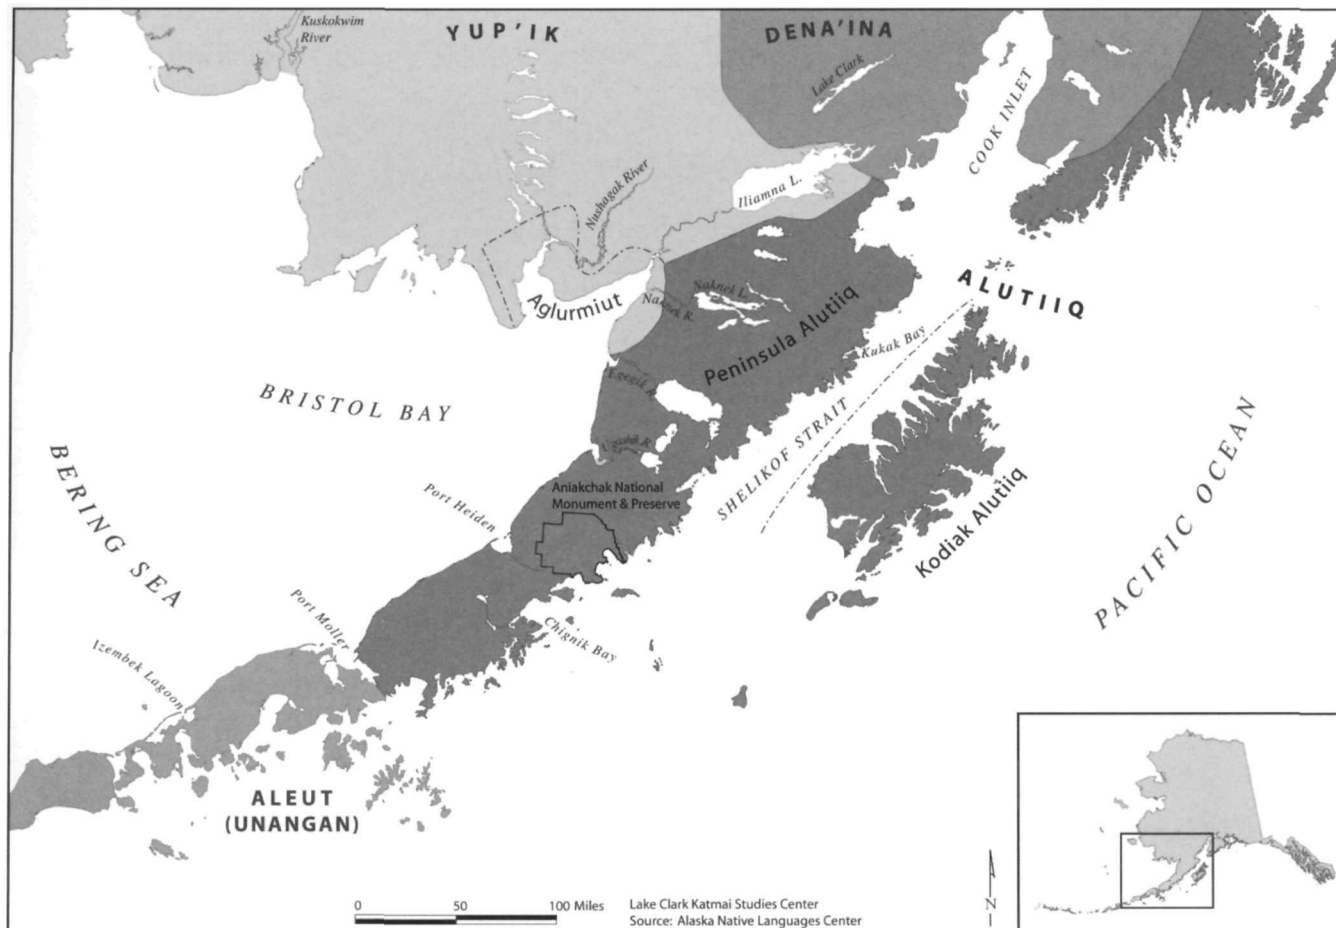 Kuskokwim
River
YUP'IK
DENA'INA
Lake Clark
COOK INLET
Nushagak River
Iliamna L.
Aglurmiut
Naknek R.
Naknek L.
ALUTIIQ
Peninsula Alutiiq
Kukak Bay
Egegik R.
BRISTOL BAY
Ugashik R.
SHELIKOF STRAIT
BERING SEA
Aniakchak National
Monument & Preserve
Port Heiden
Kodiak Alutiiq
PACIFIC OCEAN
Port Moller
Chignik Bay
Izembek Lagoon
ALEUT
(UNANGAN)
0 50 100 Miles
Lake Clark Katmai Studies Center
Source: Alaska Native Languages Center
N